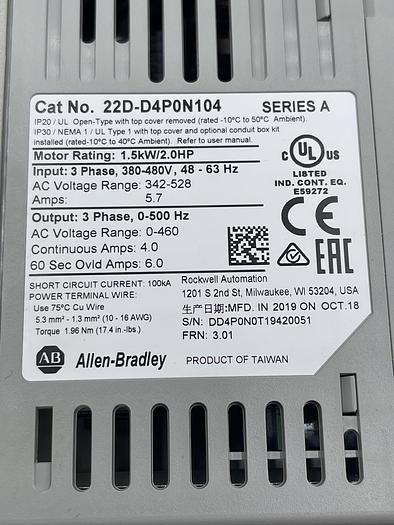 Cat No. 22D-D4P0N104 SERIES A
IP20 / UL Open-Type with top cover removed (rated -10°C to 50°C Ambient).
IP30 / NEMA 1 / UL Type 1 with top cover and optional conduit box kit
installed (rated-10°C to 40°C Ambient). Refer to user manual.
Motor Rating: 1.5kW/2.0HP
Input: 3 Phase, 380-480V, 48 - 63 Hz
AC Voltage Range: 342-528
Amps: 5.7
Output: 3 Phase, 0-500 Hz
AC Voltage Range: 0-460
Continuous Amps: 4.0
60 Sec Ovld Amps: 6.0
c UL us
LISTED
IND. CONT. EQ.
E59272
CE
EAC
SHORT CIRCUIT CURRENT: 100kA
POWER TERMINAL WIRE:
Use 75°C Cu Wire
5.3 mm² - 1.3 mm² (10 - 16 AWG)
Torque 1.96 Nm (17.4 in.-lbs.)
Rockwell Automation
1201 S 2nd St, Milwaukee, WI 53204, USA
生产日期:MFD. IN 2019 ON OCT.18
S/N: DD4P0N0T19420051
FRN: 3.01
AB Allen-Bradley
PRODUCT OF TAIWAN